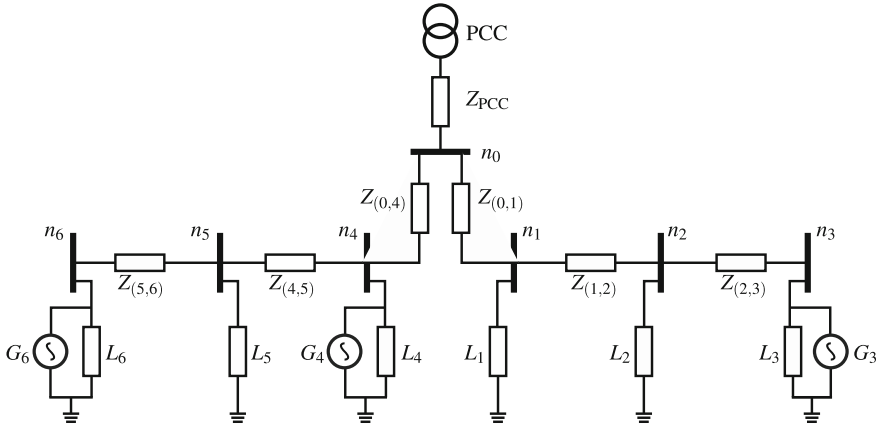 PCC
Z_PCC
n_0
Z_(0,4) Z_(0,1)
n_6 n_5 n_4 n_1 n_2 n_3
Z_(5,6) Z_(4,5) Z_(1,2) Z_(2,3)
G_6 L_6 L_5 G_4 L_4 L_1 L_2 L_3 G_3